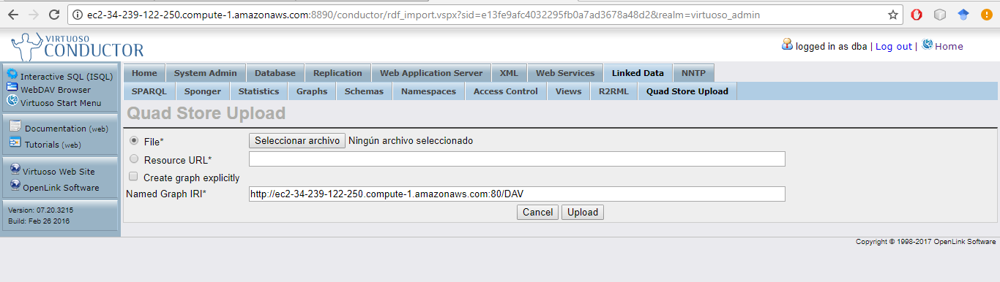 ec2-34-239-122-250.compute-1.amazonaws.com:8890/conductor/rdf_import.vspx?sid=e13fe9afc4032295fb0a7ad3678a48d2&realm=virtuoso_admin
VIRTUOSO
CONDUCTOR
logged in as dba | Log out | Home
Interactive SQL (ISQL)
WebDAV Browser
Virtuoso Start Menu
Documentation (web)
Tutorials (web)
Virtuoso Web Site
OpenLink Software
Version: 07.20.3215
Build: Feb 26 2016
Home System Admin Database Replication Web Application Server XML Web Services Linked Data NNTP
SPARQL Sponger Statistics Graphs Schemas Namespaces Access Control Views R2RML Quad Store Upload
Quad Store Upload
File* Seleccionar archivo Ningún archivo seleccionado
Resource URL*
Create graph explicitly
Named Graph IRI* http://ec2-34-239-122-250.compute-1.amazonaws.com:80/DAV
Cancel Upload
Copyright © 1998-2017 OpenLink Software